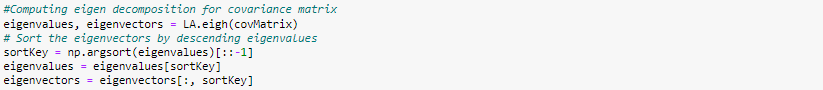 #Computing eigen decomposition for covariance matrix
eigenvalues, eigenvectors = LA.eigh(covMatrix)
# Sort the eigenvectors by descending eigenvalues
sortKey = np.argsort(eigenvalues)[::-1]
eigenvalues = eigenvalues[sortKey]
eigenvectors = eigenvectors[:, sortKey]